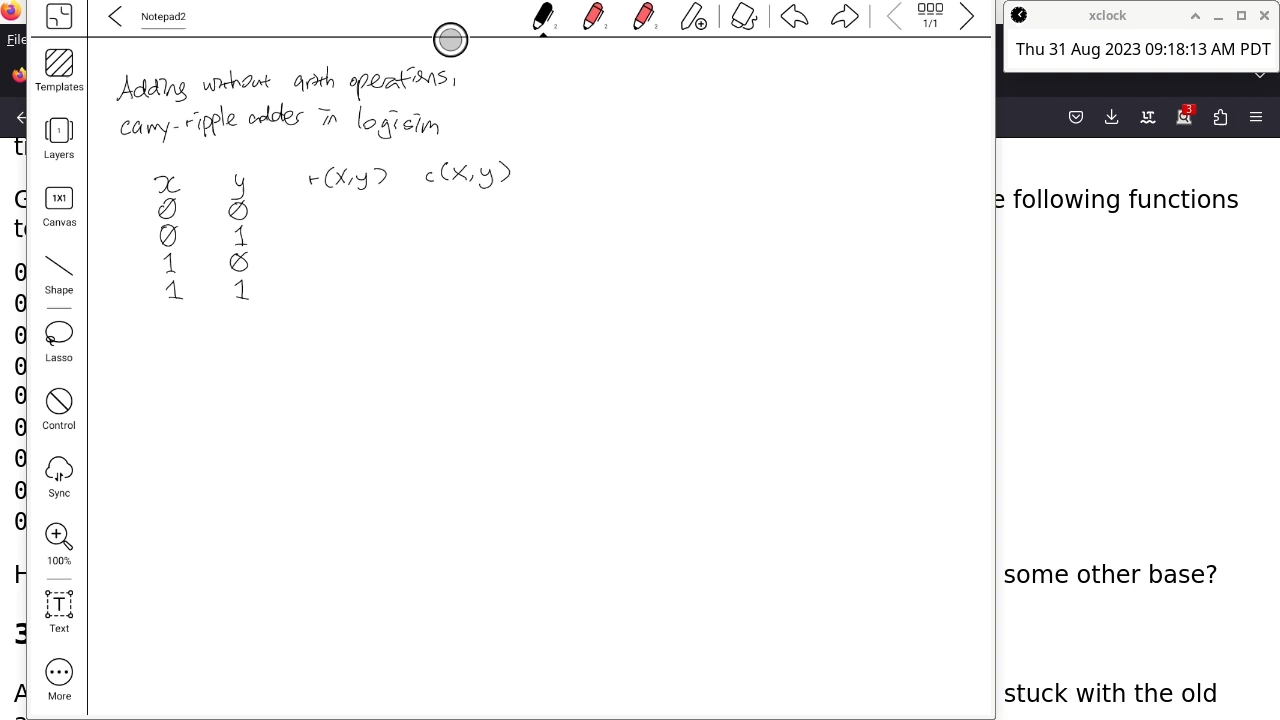 Notepad2
1/1
xclock
Thu 31 Aug 2023 09:18:13 AM PDT
File
Templates
Layers
Canvas
Shape
Lasso
Control
Sync
100%
Text
More
Adding without arith operations,
carry-ripple adder in logisim
x y r(x,y) c(x,y)
0 0
0 1
1 0
1 1
e following functions
some other base?
stuck with the old